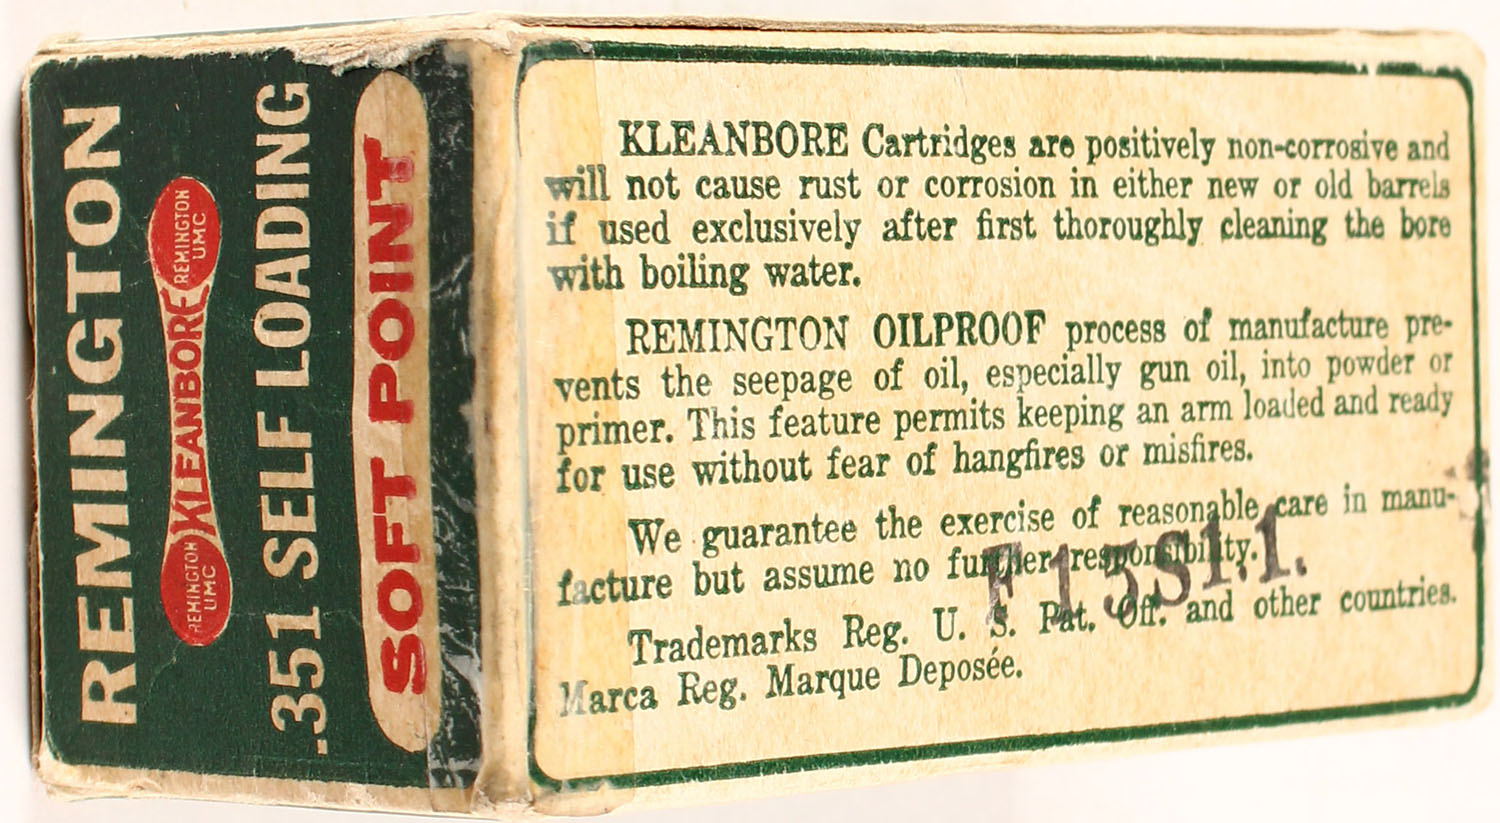 REMINGTON
REMINGTON
UMC
KLEANBORE
REMINGTON
UMC
.351 SELF LOADING
SOFT POINT
KLEANBORE Cartridges are positively non-corrosive and
will not cause rust or corrosion in either new or old barrels
if used exclusively after first thoroughly cleaning the bore
with boiling water.
REMINGTON OILPROOF process of manufacture pre-
vents the seepage of oil, especially gun oil, into powder or
primer. This feature permits keeping an arm loaded and ready
for use without fear of hangfires or misfires.
We guarantee the exercise of reasonable care in manu-
facture but assume no further responsibility.
Trademarks Reg. U. S. Pat. Off. and other countries.
Marca Reg. Marque Deposée.